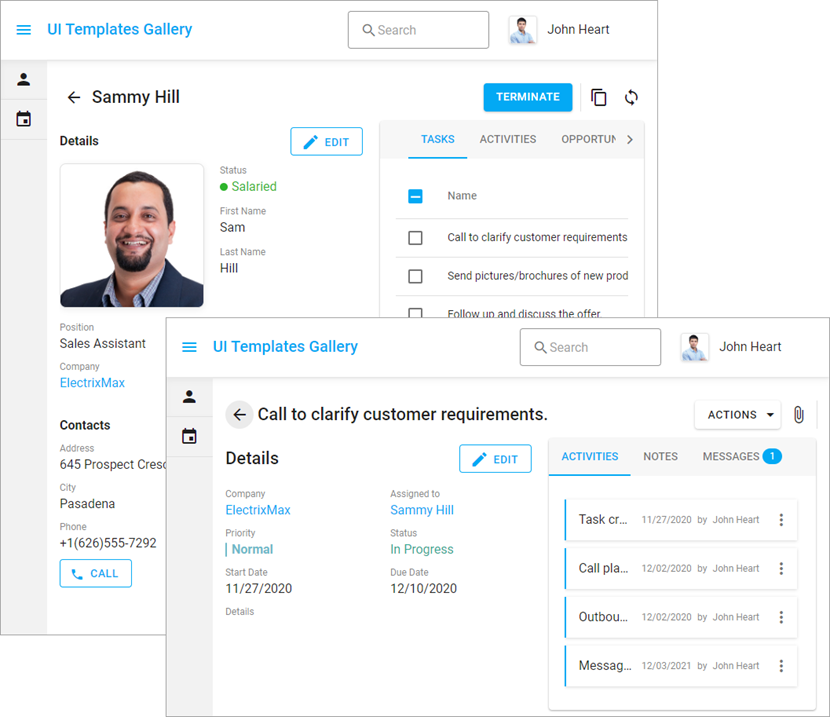 UI Templates Gallery
Search
John Heart
Sammy Hill
TERMINATE
Details
EDIT
Status
Salaried
First Name
Sam
Last Name
Hill
Position
Sales Assistant
Company
ElectrixMax
Contacts
Address
645 Prospect Cresc
City
Pasadena
Phone
+1(626)555-7292
CALL
TASKS
ACTIVITIES
OPPORTUN
Name
Call to clarify customer requirements
Send pictures/brochures of new prod
Follow up and discuss the offer
UI Templates Gallery
Search
John Heart
Call to clarify customer requirements.
ACTIONS
Details
EDIT
Company
ElectrixMax
Assigned to
Sammy Hill
Priority
Normal
Status
In Progress
Start Date
11/27/2020
Due Date
12/10/2020
Details
ACTIVITIES
NOTES
MESSAGES 1
Task cr... 11/27/2020 by John Heart
Call pla... 12/02/2020 by John Heart
Outbou... 12/02/2020 by John Heart
Messag... 12/03/2021 by John Heart